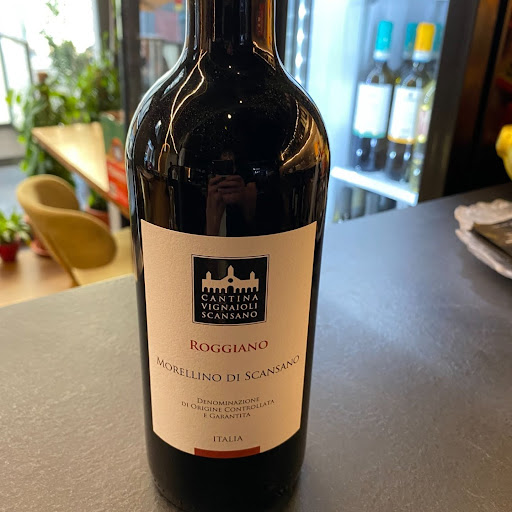 CANTINA
VIGNAIOLI
SCANSANO
ROGGIANO
MORELLINO DI SCANSANO
DENOMINAZIONE
DI ORIGINE CONTROLLATA
E GARANTITA
ITALIA